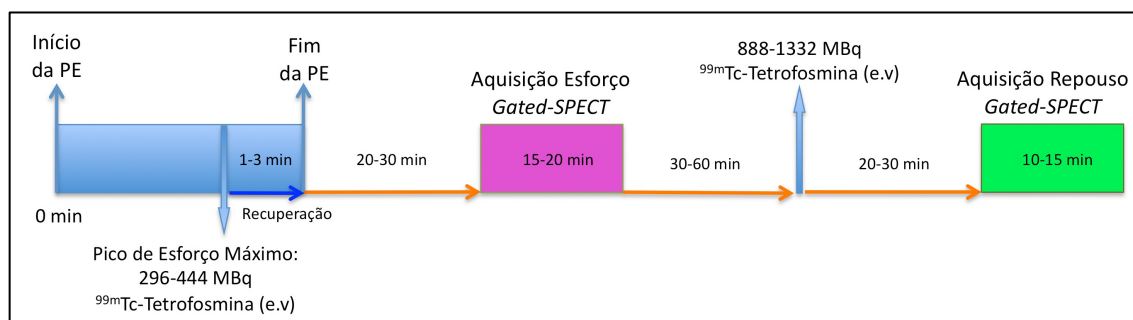 Início
da PE
Fim
da PE
Aquisição Esforço
Gated-SPECT
888-1332 MBq
99mTc-Tetrofosmina (e.v)
Aquisição Repouso
Gated-SPECT
1-3 min
20-30 min
15-20 min
30-60 min
20-30 min
10-15 min
0 min
Recuperação
Pico de Esforço Máximo:
296-444 MBq
99mTc-Tetrofosmina (e.v)